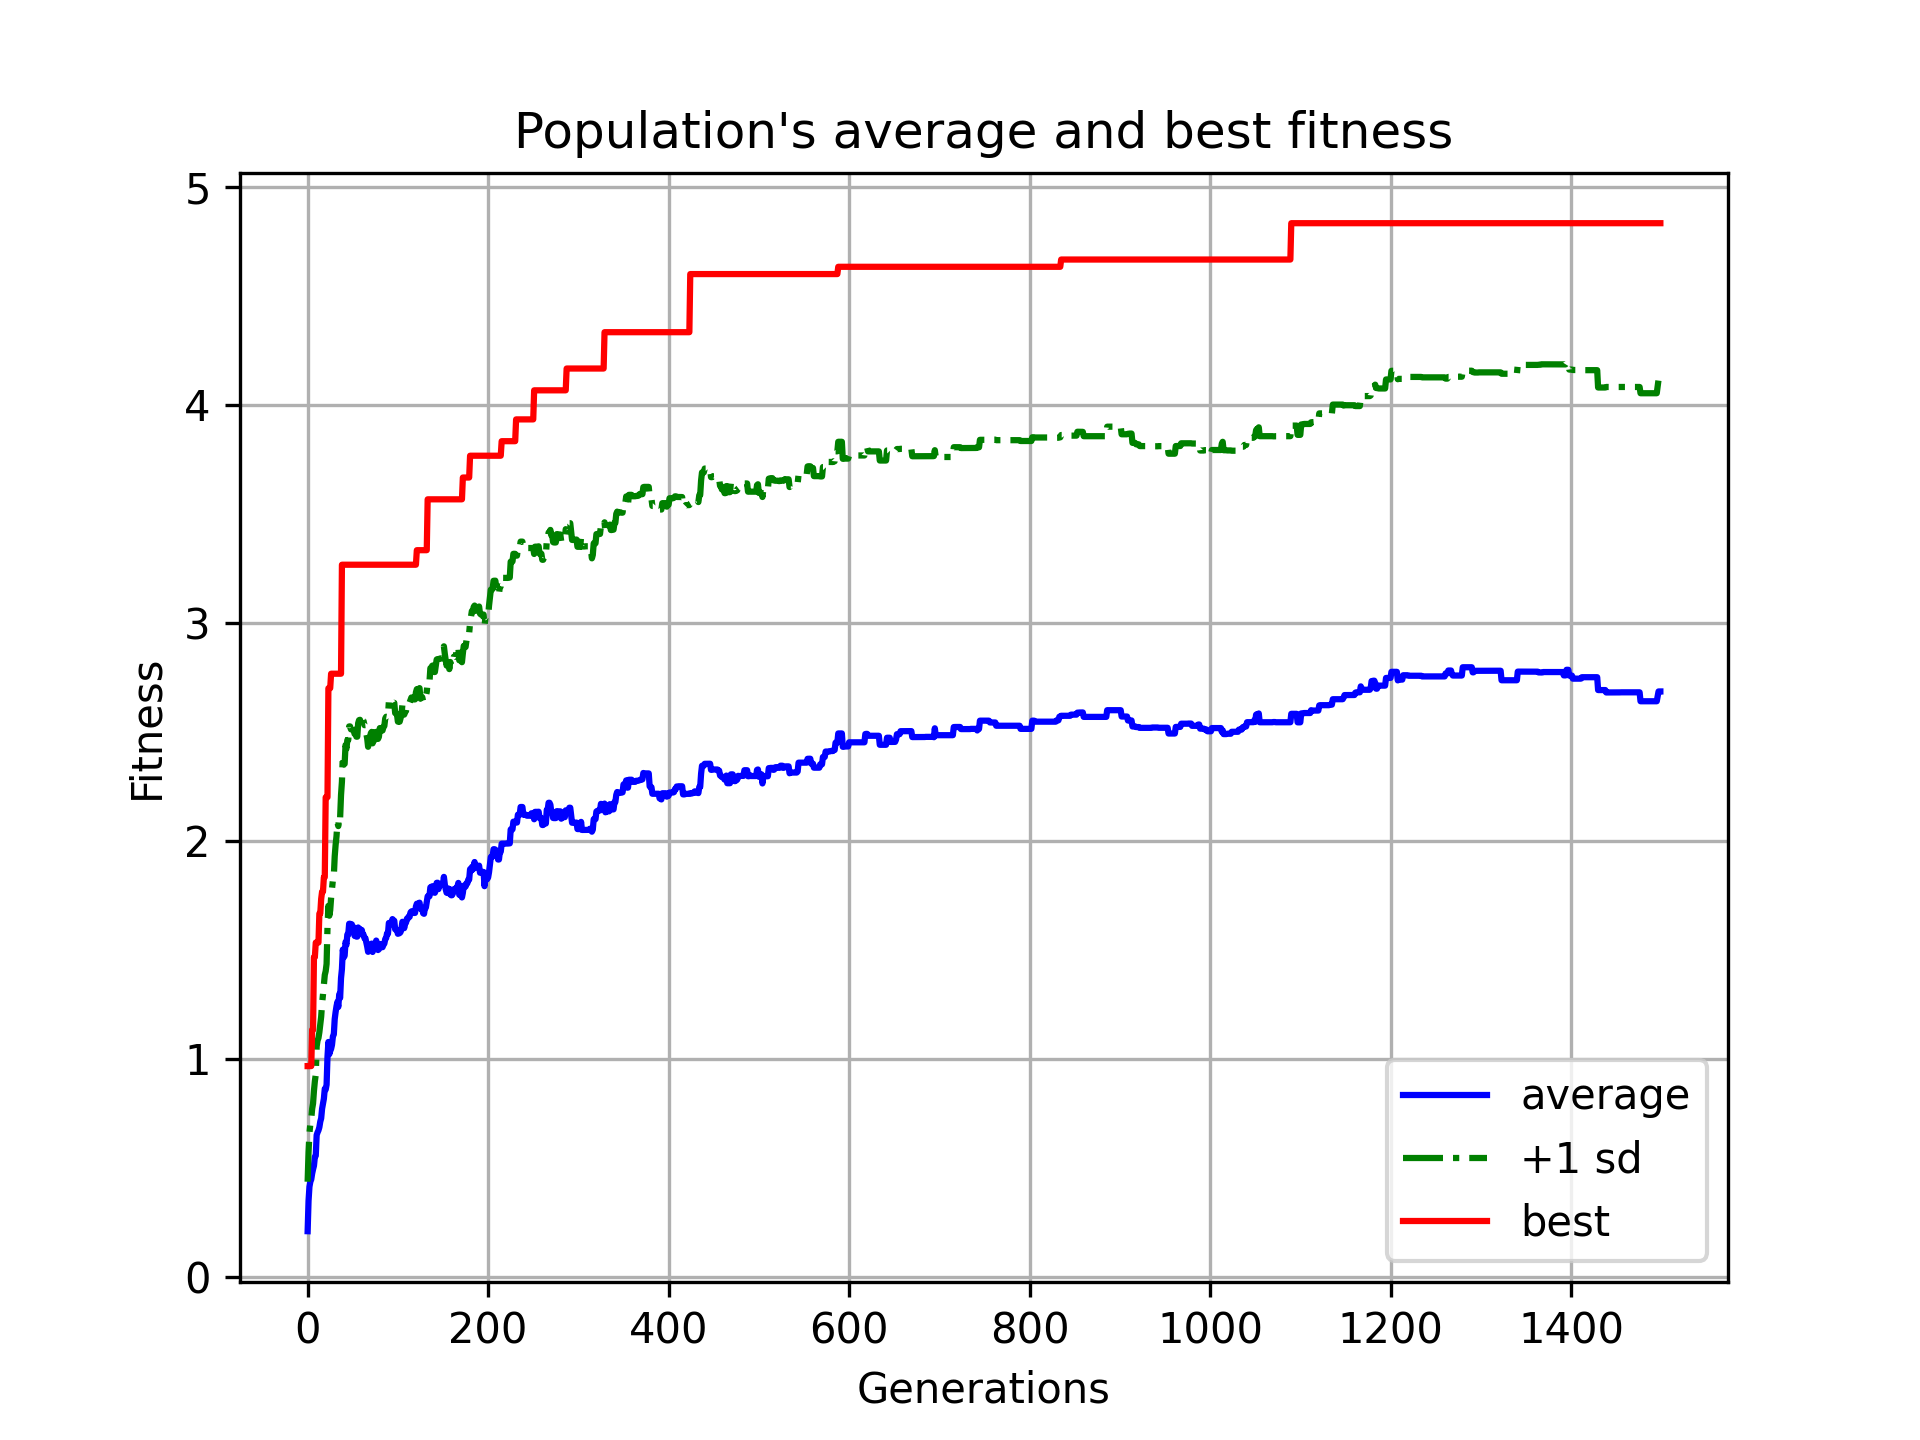 Population's average and best fitness
5
4
3
2
1
0
Fitness
average
+1 sd
best
0 200 400 600 800 1000 1200 1400
Generations